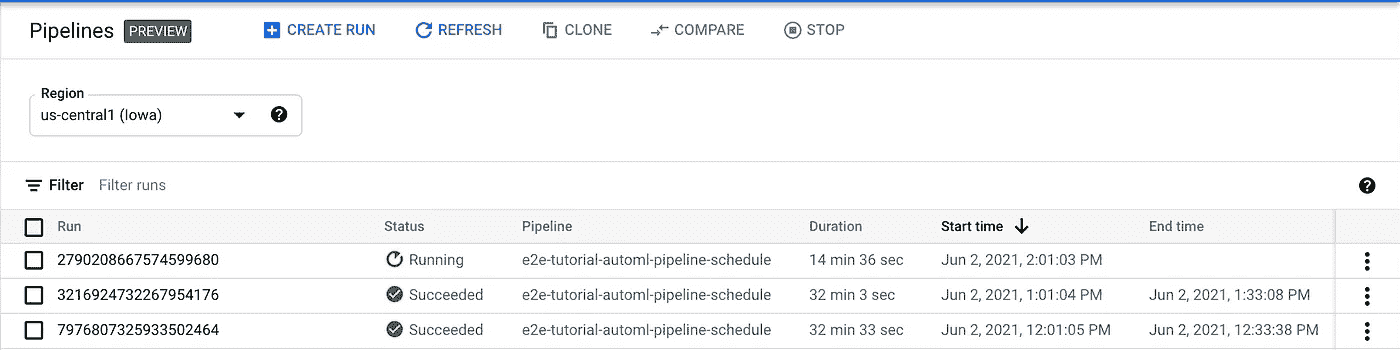 Pipelines PREVIEW CREATE RUN REFRESH CLONE COMPARE STOP
Region
us-central1 (Iowa)
Filter Filter runs
Run Status Pipeline Duration Start time End time
2790208667574599680 Running e2e-tutorial-automl-pipeline-schedule 14 min 36 sec Jun 2, 2021, 2:01:03 PM
3216924732267954176 Succeeded e2e-tutorial-automl-pipeline-schedule 32 min 3 sec Jun 2, 2021, 1:01:04 PM Jun 2, 2021, 1:33:08 PM
7976807325933502464 Succeeded e2e-tutorial-automl-pipeline-schedule 32 min 33 sec Jun 2, 2021, 12:01:05 PM Jun 2, 2021, 12:33:38 PM